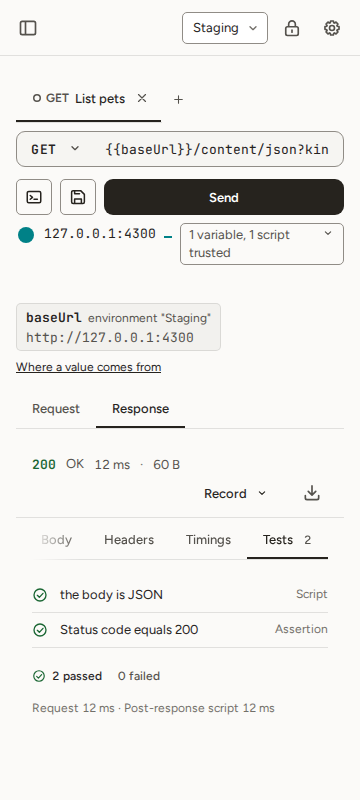 Staging
GET List pets
GET {{baseUrl}}/content/json?kin
Send
127.0.0.1:4300
1 variable, 1 script
trusted
baseUrl environment "Staging"
http://127.0.0.1:4300
Where a value comes from
Request Response
200 OK 12 ms · 60 B
Record
Body Headers Timings Tests 2
the body is JSON Script
Status code equals 200 Assertion
2 passed 0 failed
Request 12 ms · Post-response script 12 ms